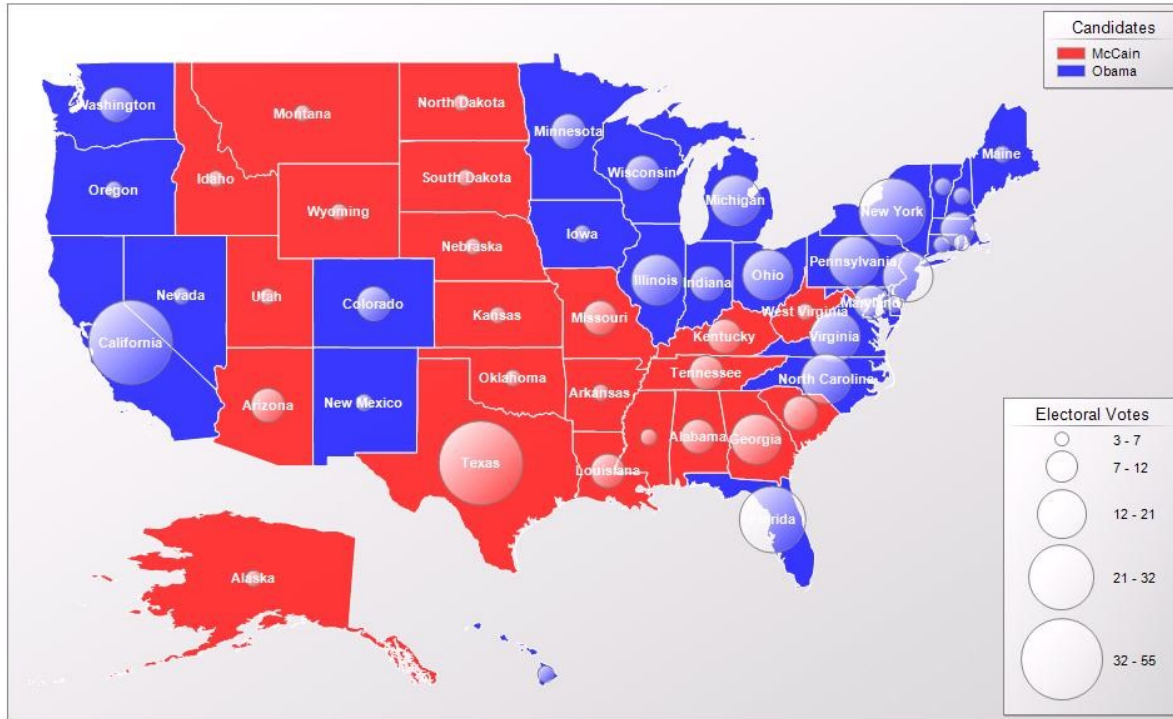 Candidates
McCain
Obama
Washington
Montana
North Dakota
Minnesota
Maine
Oregon
Idaho
South Dakota
Wisconsin
Michigan
New York
Wyoming
Nebraska
Iowa
Pennsylvania
Nevada
Utah
Colorado
Kansas
Illinois
Indiana
Ohio
Maryland
California
Missouri
West Virginia
Kentucky
Virginia
Arizona
New Mexico
Oklahoma
Arkansas
Tennessee
North Carolina
Texas
Louisiana
Alabama
Georgia
Florida
Alaska
Electoral Votes
3 - 7
7 - 12
12 - 21
21 - 32
32 - 55